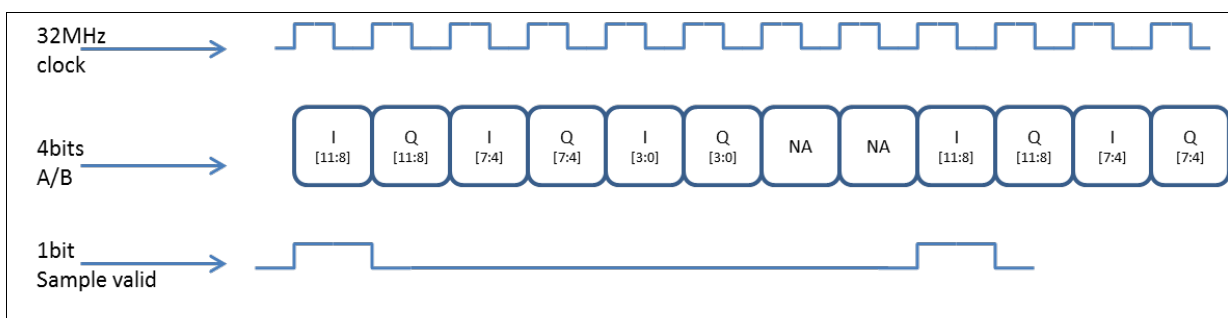 32MHz
clock
4bits
A/B
I Q I Q I Q NA NA I Q I Q
[11:8] [11:8] [7:4] [7:4] [3:0] [3:0] [11:8] [11:8] [7:4] [7:4]
1bit
Sample valid